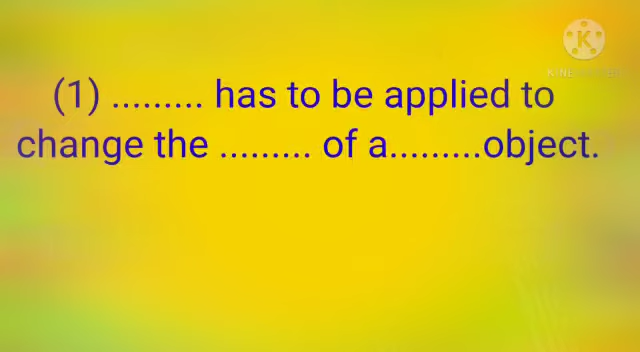 (1) ......... has to be applied to
change the ......... of a.........object.